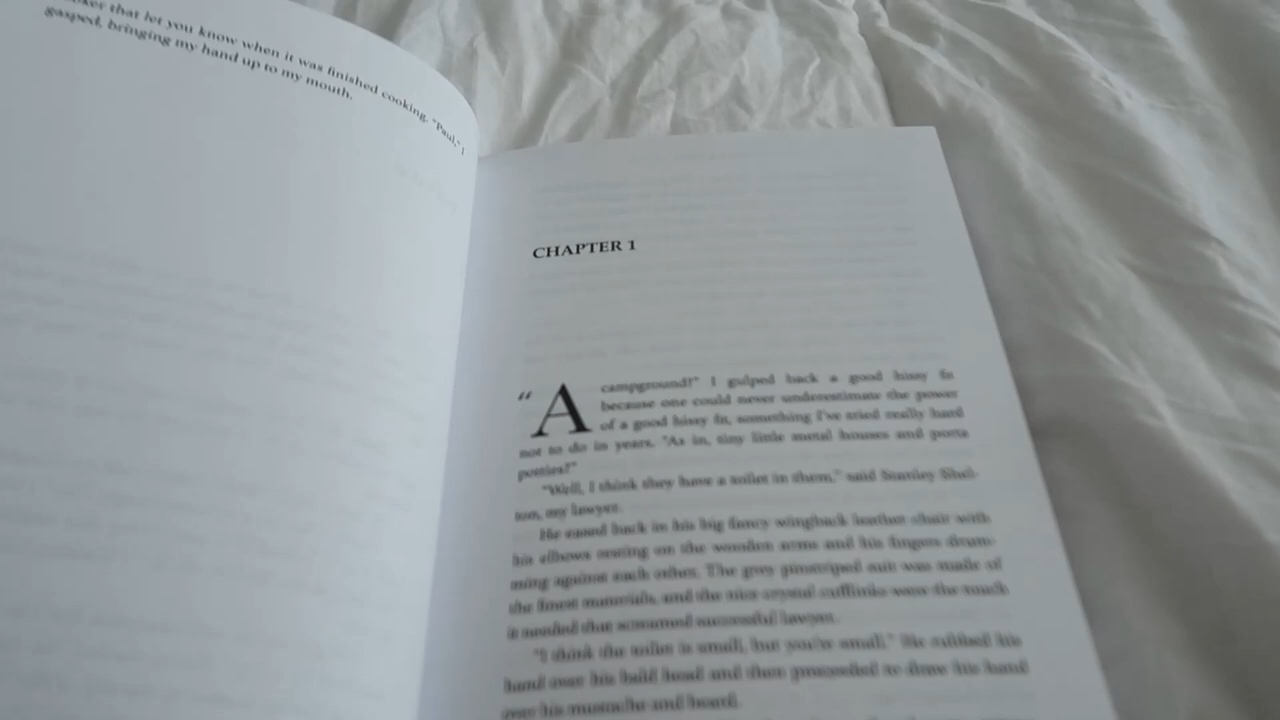 that let you know when it was finished cooking. "Paul," I
gasped, bringing my hand up to my mouth.
CHAPTER 1
"A campground!" I gulped back a good hissy fit
because one could never underestimate the power
of a good hissy fit, something I've tried really hard
not to do in years. "As in, tiny little metal houses and porta
potties?"
"Well, I think they have a toilet in them," said Stanley Shel-
ton, my lawyer.
He eased back in his big fancy wingback leather chair with
his elbows resting on the wooden arms and his fingers drum-
ming against each other. The grey pinstriped suit was made of
the finest materials, and the nice crystal cufflinks were the touch
it needed that screamed successful lawyer.
"I think the toilet is small, but you're small." He rubbed his
hand over his bald head and then proceeded to draw his hand
over his mustache and beard.